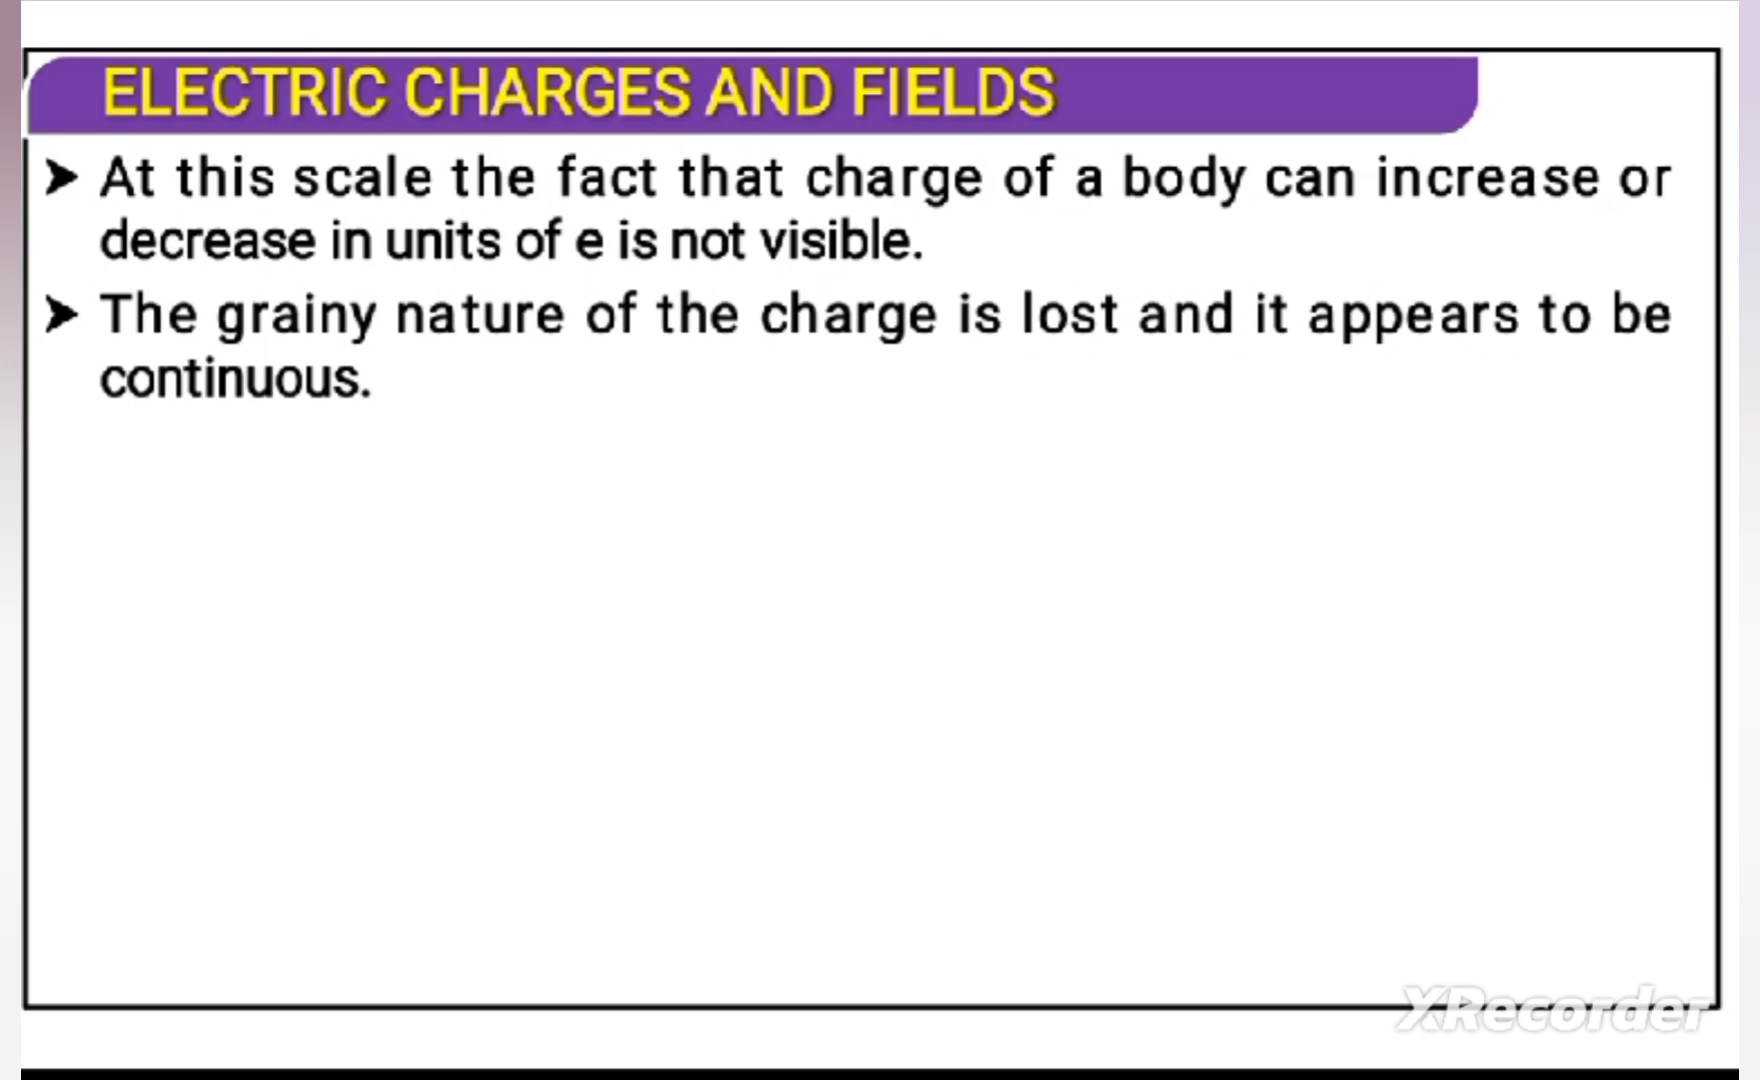 ELECTRIC CHARGES AND FIELDS
➤ At this scale the fact that charge of a body can increase or
decrease in units of e is not visible.
➤ The grainy nature of the charge is lost and it appears to be
continuous.
XRecorder